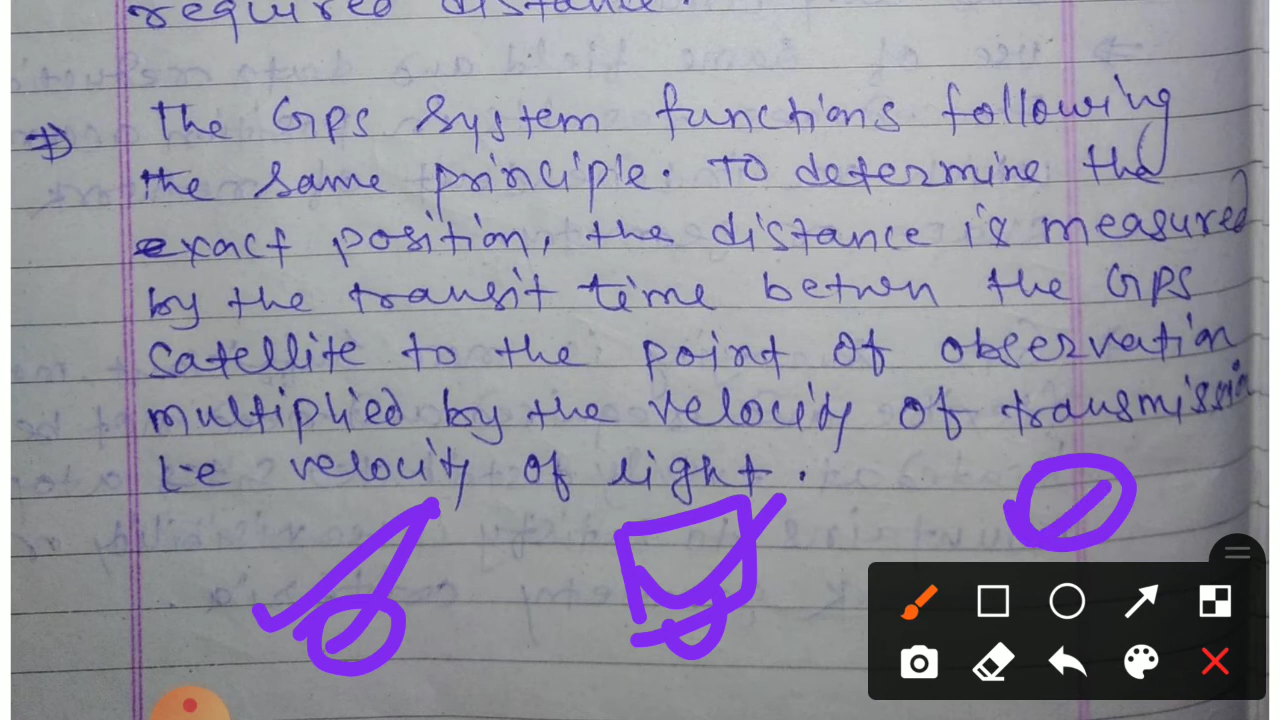 required distance.
⇒ The GPS System functions following
the same principle. To determine the
exact position, the distance is measured
by the transit time betwn the GPS
satellite to the point of observation
multiplied by the velocity of transmission
i.e velocity of light.